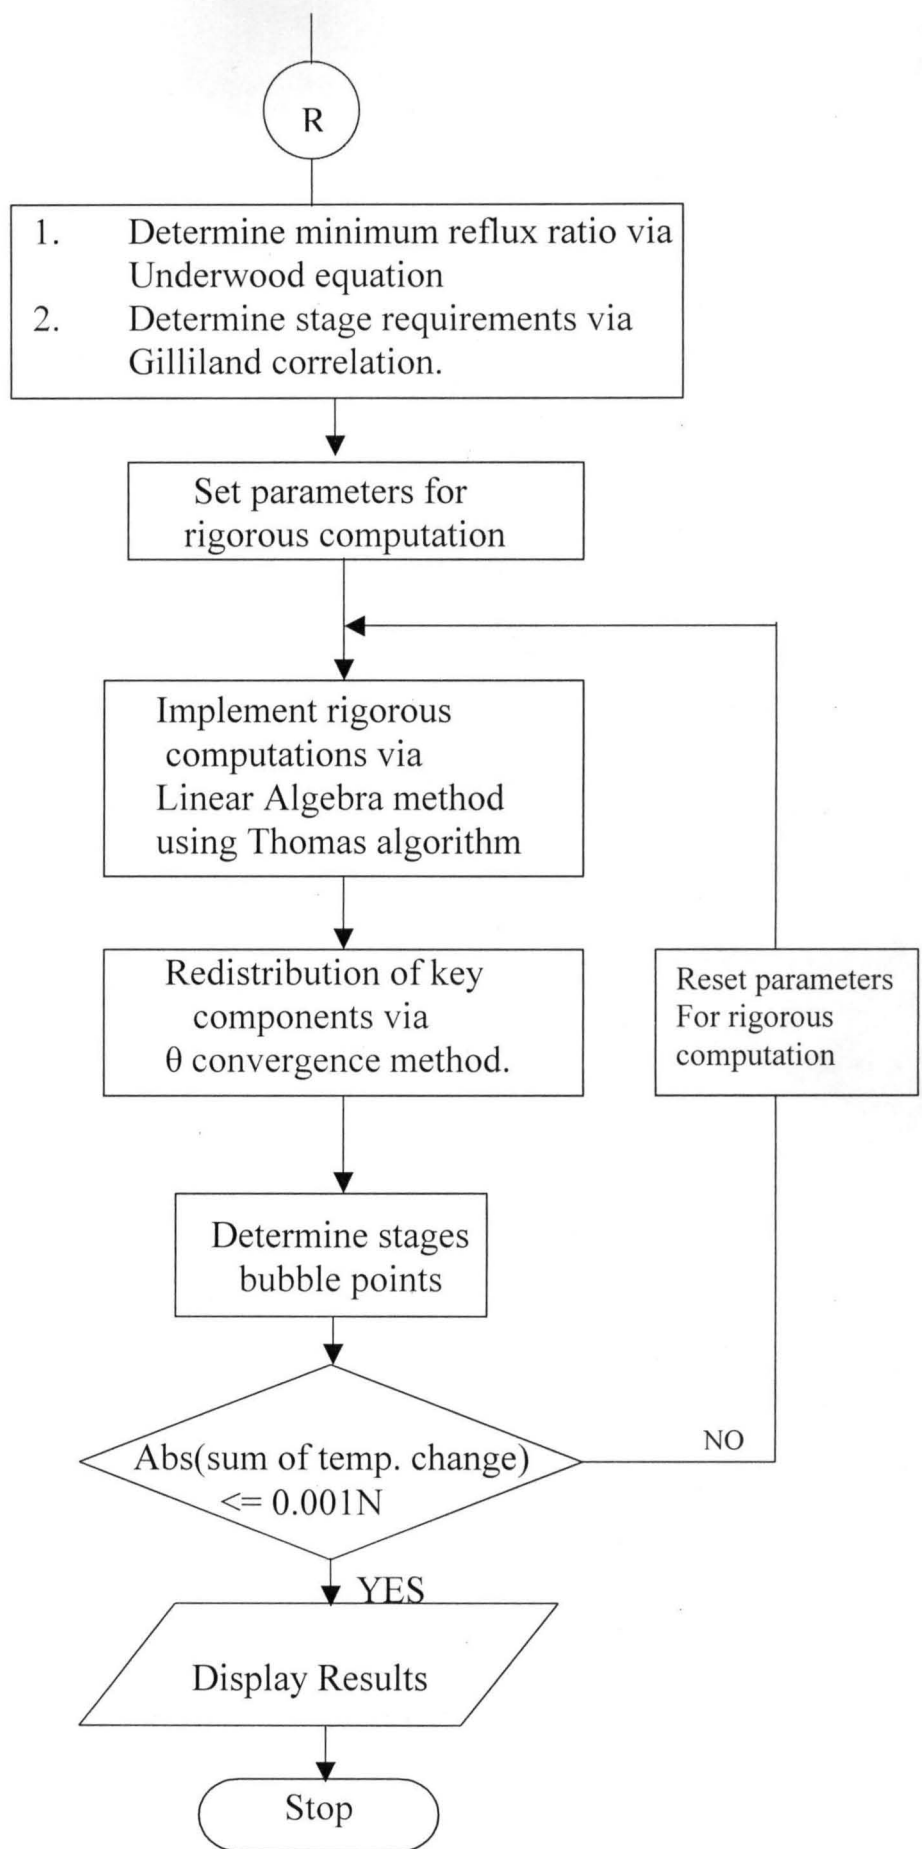 R
1. Determine minimum reflux ratio via
Underwood equation
2. Determine stage requirements via
Gilliland correlation.
Set parameters for
rigorous computation
Implement rigorous
computations via
Linear Algebra method
using Thomas algorithm
Redistribution of key
components via
θ convergence method.
Reset parameters
For rigorous
computation
Determine stages
bubble points
Abs(sum of temp. change)
<= 0.001N
NO
YES
Display Results
Stop